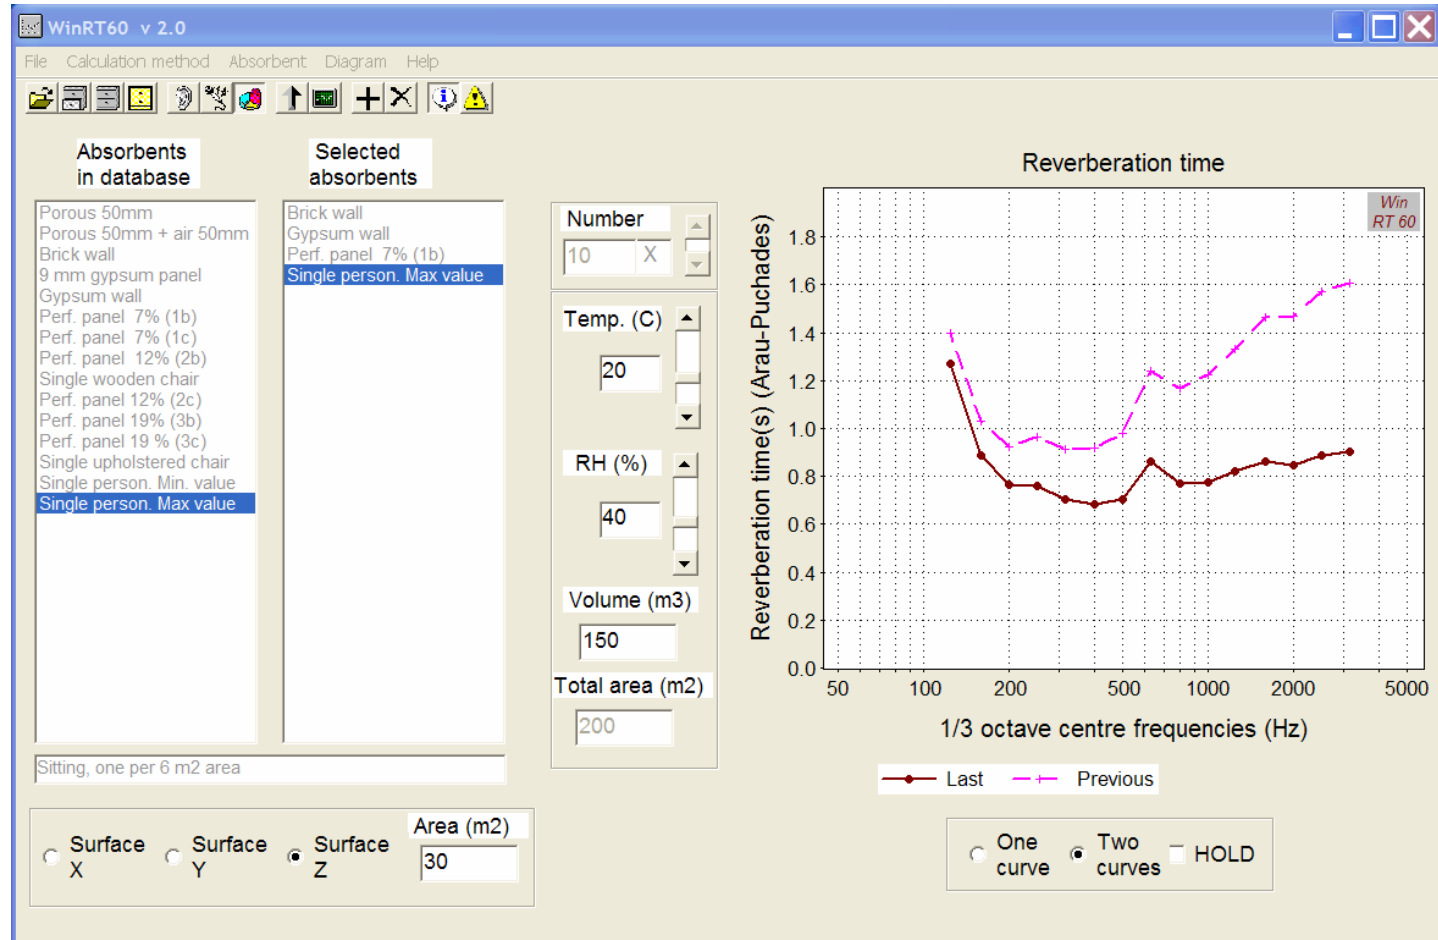 WinRT60 v 2.0
File Calculation method Absorbent Diagram Help
Absorbents
in database
Porous 50mm
Porous 50mm + air 50mm
Brick wall
9 mm gypsum panel
Gypsum wall
Perf. panel 7% (1b)
Perf. panel 7% (1c)
Perf. panel 12% (2b)
Single wooden chair
Perf. panel 12% (2c)
Perf. panel 19% (3b)
Perf. panel 19 % (3c)
Single upholstered chair
Single person. Min. value
Single person. Max value
Selected
absorbents
Brick wall
Gypsum wall
Perf. panel 7% (1b)
Single person. Max value
Sitting, one per 6 m2 area
Surface
X
Surface
Y
Surface
Z
Area (m2)
30
Number
10 X
Temp. (C)
20
RH (%)
40
Volume (m3)
150
Total area (m2)
200
Reverberation time
Win
RT 60
Reverberation time(s) (Arau-Puchades)
1.8
1.6
1.4
1.2
1.0
0.8
0.6
0.4
0.2
0.0
50 100 200 500 1000 2000 5000
1/3 octave centre frequencies (Hz)
Last Previous
One
curve
Two
curves
HOLD